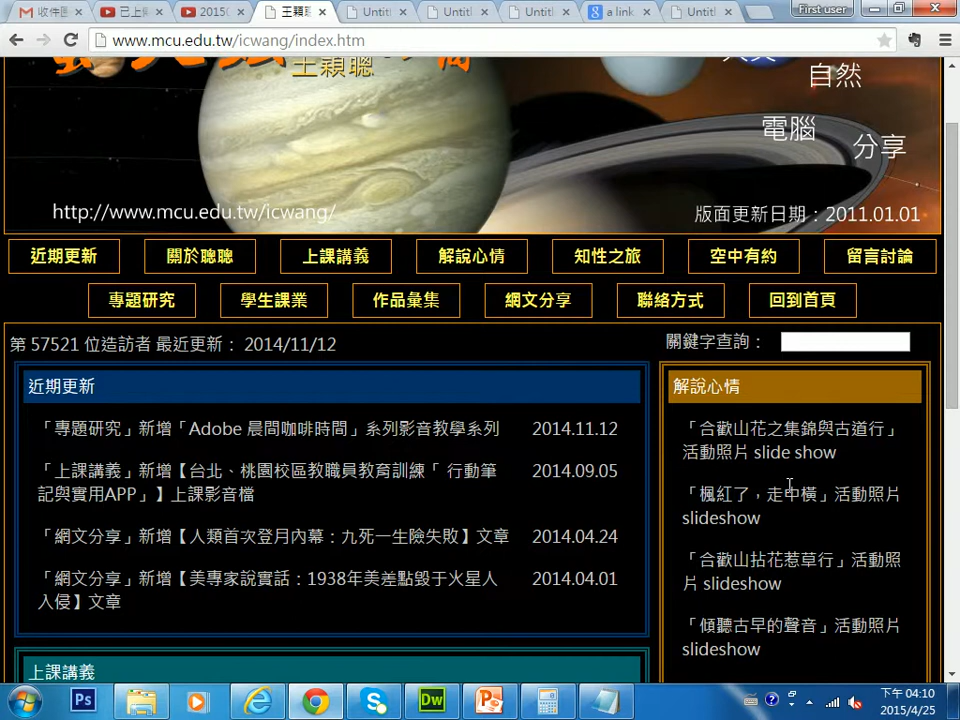 收件匣
已上
2015
王穎聰
Untitl
Untitl
Untitl
a link
Untitl
First user
www.mcu.edu.tw/icwang/index.htm
王穎聰
自然
電腦
分享
http://www.mcu.edu.tw/icwang/
版面更新日期：2011.01.01
近期更新
關於聰聰
上課講義
解說心情
知性之旅
空中有約
留言討論
專題研究
學生課業
作品彙集
網文分享
聯絡方式
回到首頁
第 57521 位造訪者 最近更新： 2014/11/12
關鍵字查詢：
近期更新
「專題研究」新增「Adobe 晨間咖啡時間」系列影音教學系列 2014.11.12
「上課講義」新增【台北、桃園校區教職員教育訓練「 行動筆 2014.09.05
記與實用APP」】上課影音檔
「網文分享」新增【人類首次登月內幕：九死一生險失敗】文章 2014.04.24
「網文分享」新增【美專家說實話：1938年美差點毀于火星人 2014.04.01
入侵】文章
上課講義
解說心情
「合歡山花之集錦與古道行」
活動照片 slide show
「楓紅了，走中橫」活動照片
slideshow
「合歡山拈花惹草行」活動照
片 slideshow
「傾聽古早的聲音」活動照片
slideshow
Ps
Dw
下午 04:10
2015/4/25